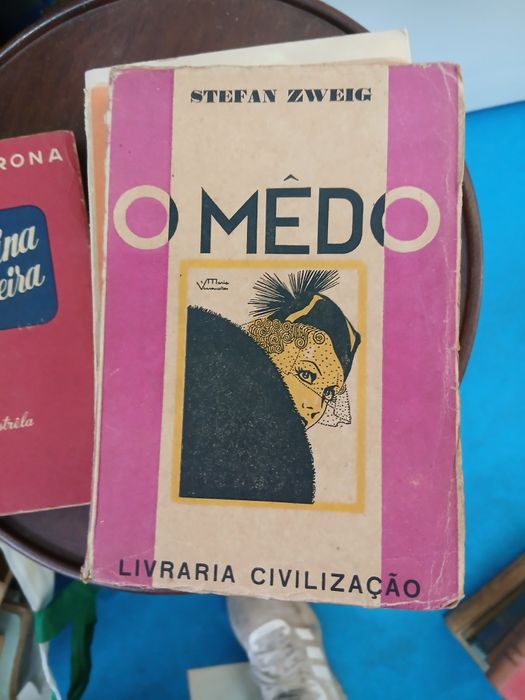 STEFAN ZWEIG
O MÊDO
LIVRARIA CIVILIZAÇÃO
RONA
ina
eira
strêla